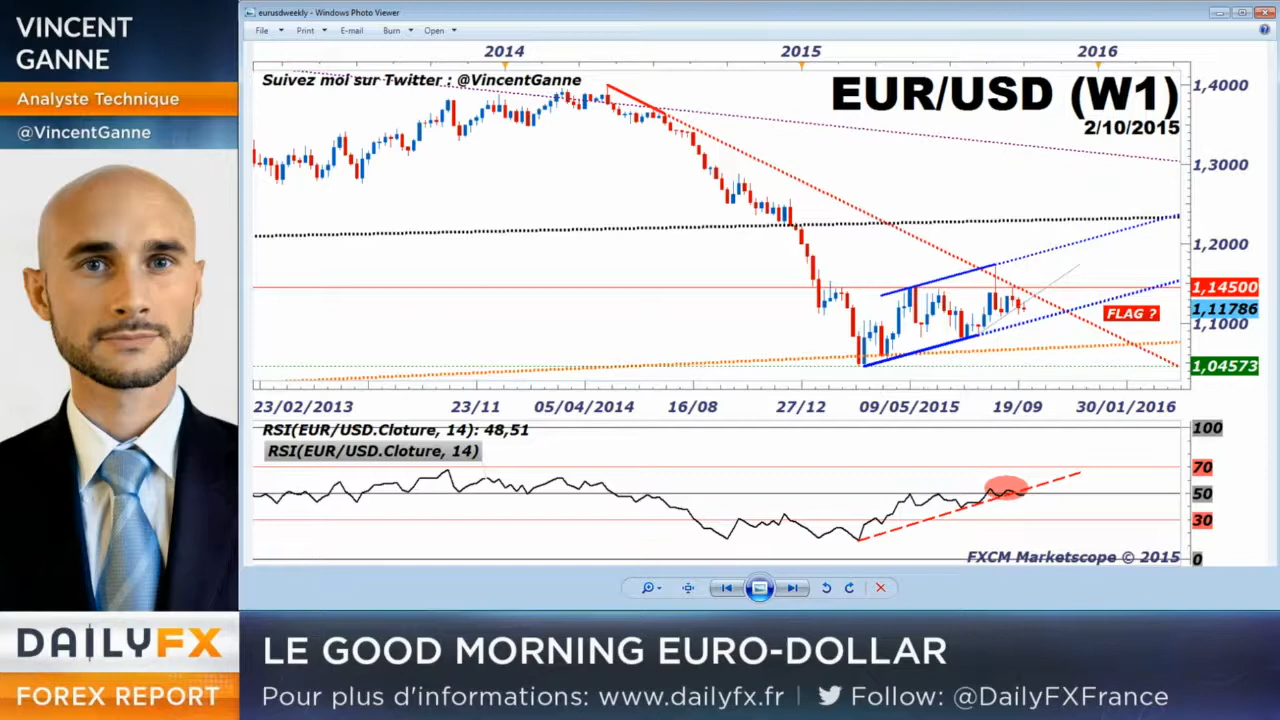 VINCENT
GANNE
Analyste Technique
@VincentGanne
eurusdweekly - Windows Photo Viewer
File Print E-mail Burn Open
2014 2015 2016
Suivez moi sur Twitter : @VincentGanne
EUR/USD (W1)
2/10/2015
1,4000
1,3000
1,2000
1,14500
1,11786
1,1000
1,04573
FLAG ?
23/02/2013 23/11 05/04/2014 16/08 27/12 09/05/2015 19/09 30/01/2016
RSI(EUR/USD.Cloture, 14): 48,51
RSI(EUR/USD.Cloture, 14)
100
70
50
30
0
FXCM Marketscope © 2015
DAILYFX
FOREX REPORT
LE GOOD MORNING EURO-DOLLAR
Pour plus d'informations: www.dailyfx.fr | Follow: @DailyFXFrance